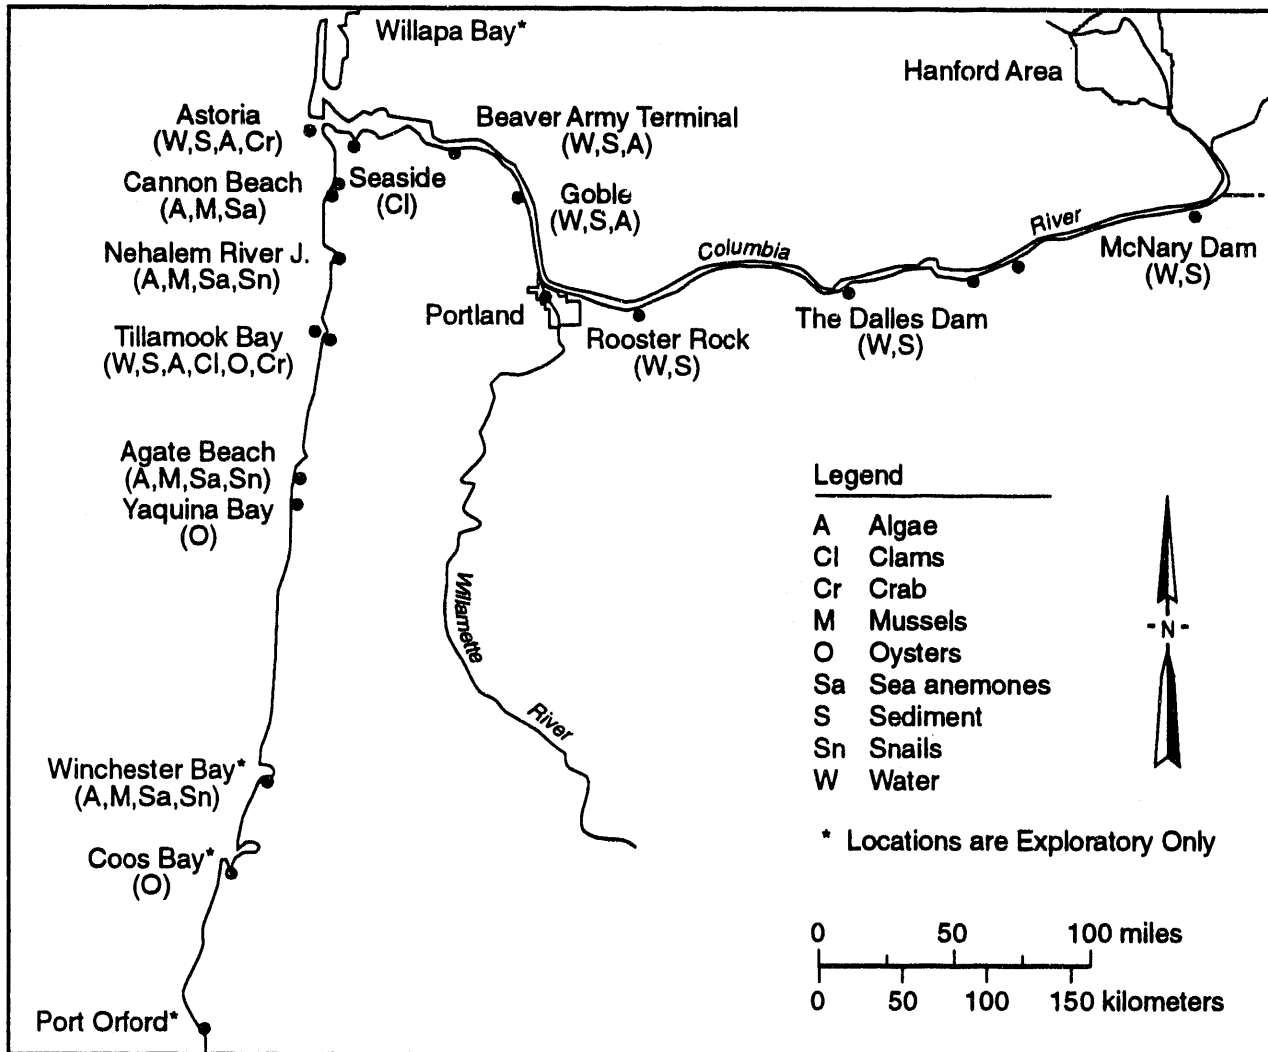 Willapa Bay*
Hanford Area
Astoria
(W,S,A,Cr)
Beaver Army Terminal
(W,S,A)
Cannon Beach
(A,M,Sa)
Seaside
(Cl)
Goble
(W,S,A)
Nehalem River J.
(A,M,Sa,Sn)
Columbia
River
McNary Dam
(W,S)
Portland
Rooster Rock
(W,S)
The Dalles Dam
(W,S)
Tillamook Bay
(W,S,A,Cl,O,Cr)
Agate Beach
(A,M,Sa,Sn)
Yaquina Bay
(O)
Willamette
River
Winchester Bay*
(A,M,Sa,Sn)
Coos Bay*
(O)
Port Orford*
Legend
A Algae
Cl Clams
Cr Crab
M Mussels
O Oysters
Sa Sea anemones
S Sediment
Sn Snails
W Water
* Locations are Exploratory Only
- N -
0 50 100 miles
0 50 100 150 kilometers